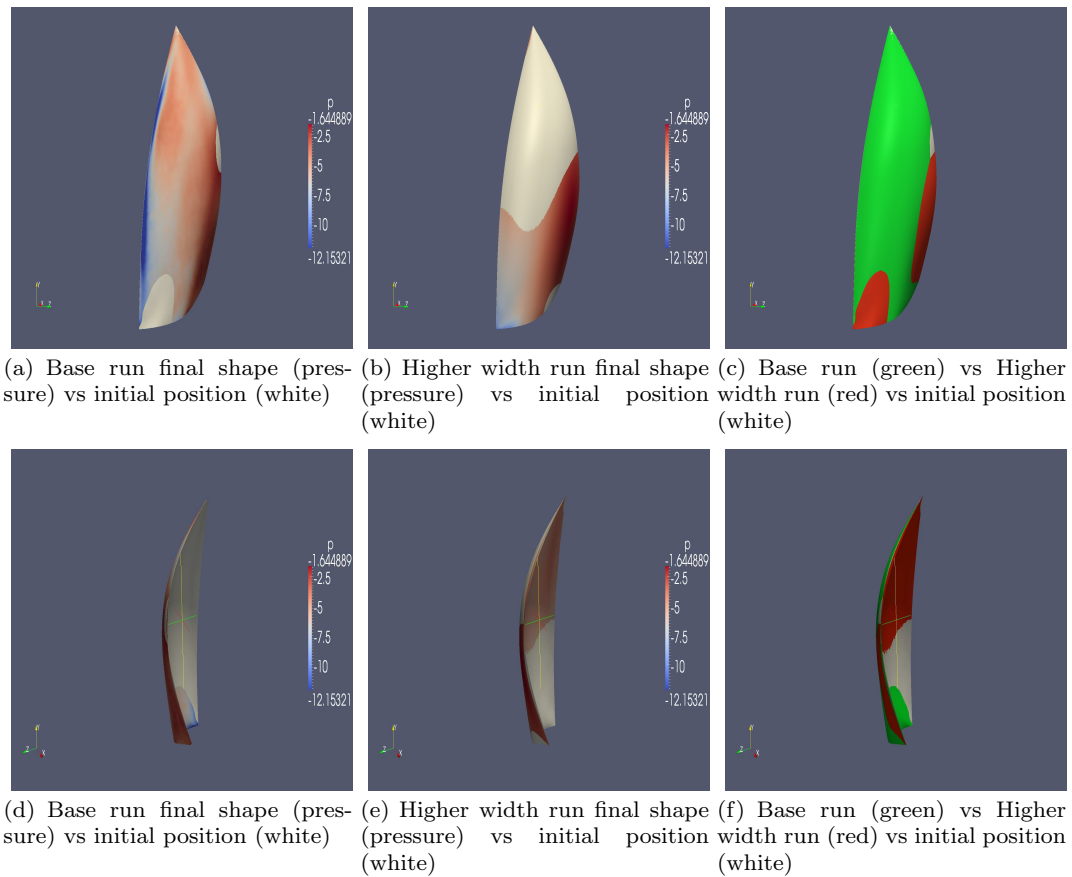 p
-1.644889
-2.5
-5
-7.5
-10
-12.15321
Y
X Z
p
-1.644889
-2.5
-5
-7.5
-10
-12.15321
Y
X Z
Y
X Z
(a) Base run final shape (pres-
sure) vs initial position (white)
(b) Higher width run final shape
(pressure) vs initial position
(white)
(c) Base run (green) vs Higher
width run (red) vs initial position
(white)
p
-1.644889
-2.5
-5
-7.5
-10
-12.15321
Y
Z X
p
-1.644889
-2.5
-5
-7.5
-10
-12.15321
Y
Z X
Y
Z X
(d) Base run final shape (pres-
sure) vs initial position (white)
(e) Higher width run final shape
(pressure) vs initial position
(white)
(f) Base run (green) vs Higher
width run (red) vs initial position
(white)